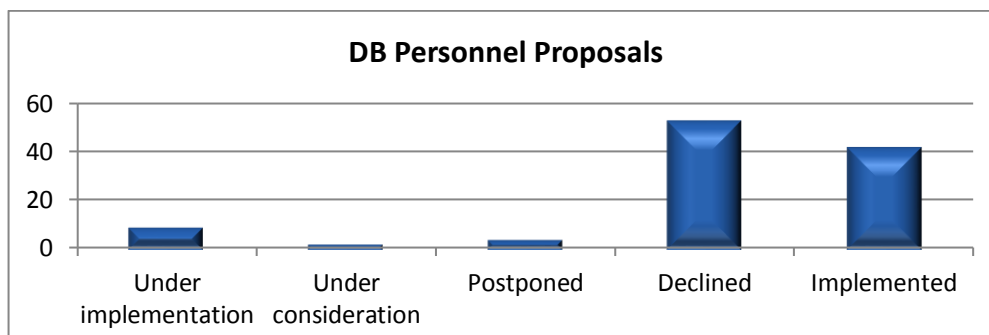 DB Personnel Proposals
60
40
20
0
Under
implementation
Under
consideration
Postponed
Declined
Implemented